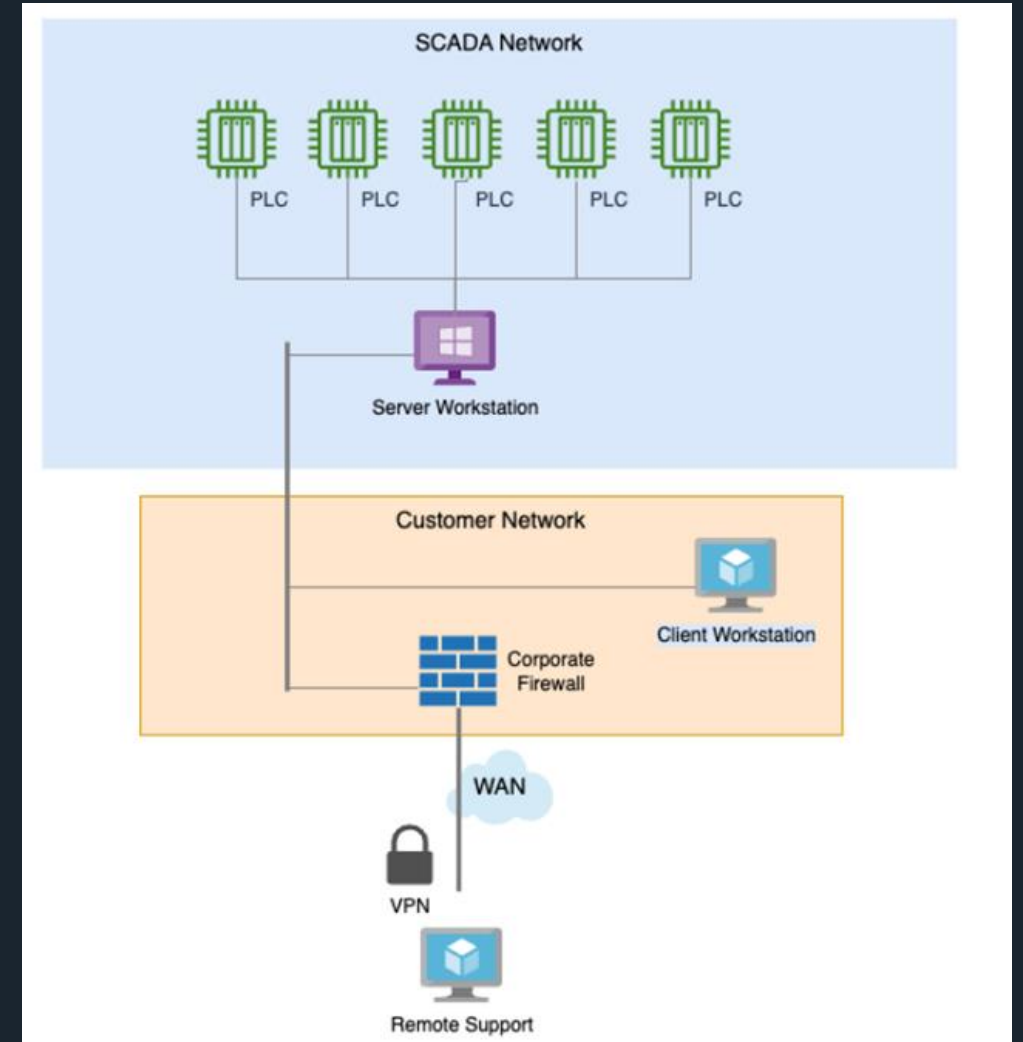 SCADA Network
PLC
PLC
PLC
PLC
PLC
Server Workstation
Customer Network
Client Workstation
Corporate
Firewall
WAN
VPN
Remote Support